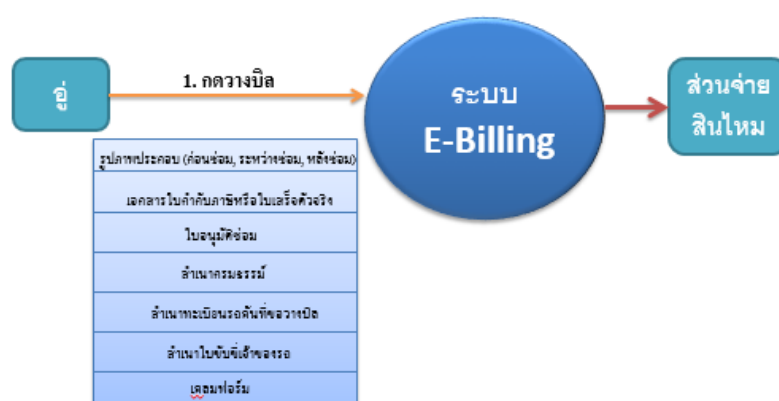 อู่
1. กดวางบิล
ระบบ
E-Billing
ส่วนจ่าย
สินไหม
รูปภาพประกอบ (ก่อนซ่อม, ระหว่างซ่อม, หลังซ่อม)
เอกสารใบกำกับภาษีหรือใบเสร็จตัวจริง
ใบอนุมัติซ่อม
สำเนากรมธรรม์
สำเนาทะเบียนรถคันที่ขอวางบิล
สำเนาใบขับขี่เจ้าของรถ
เคลมฟอร์ม